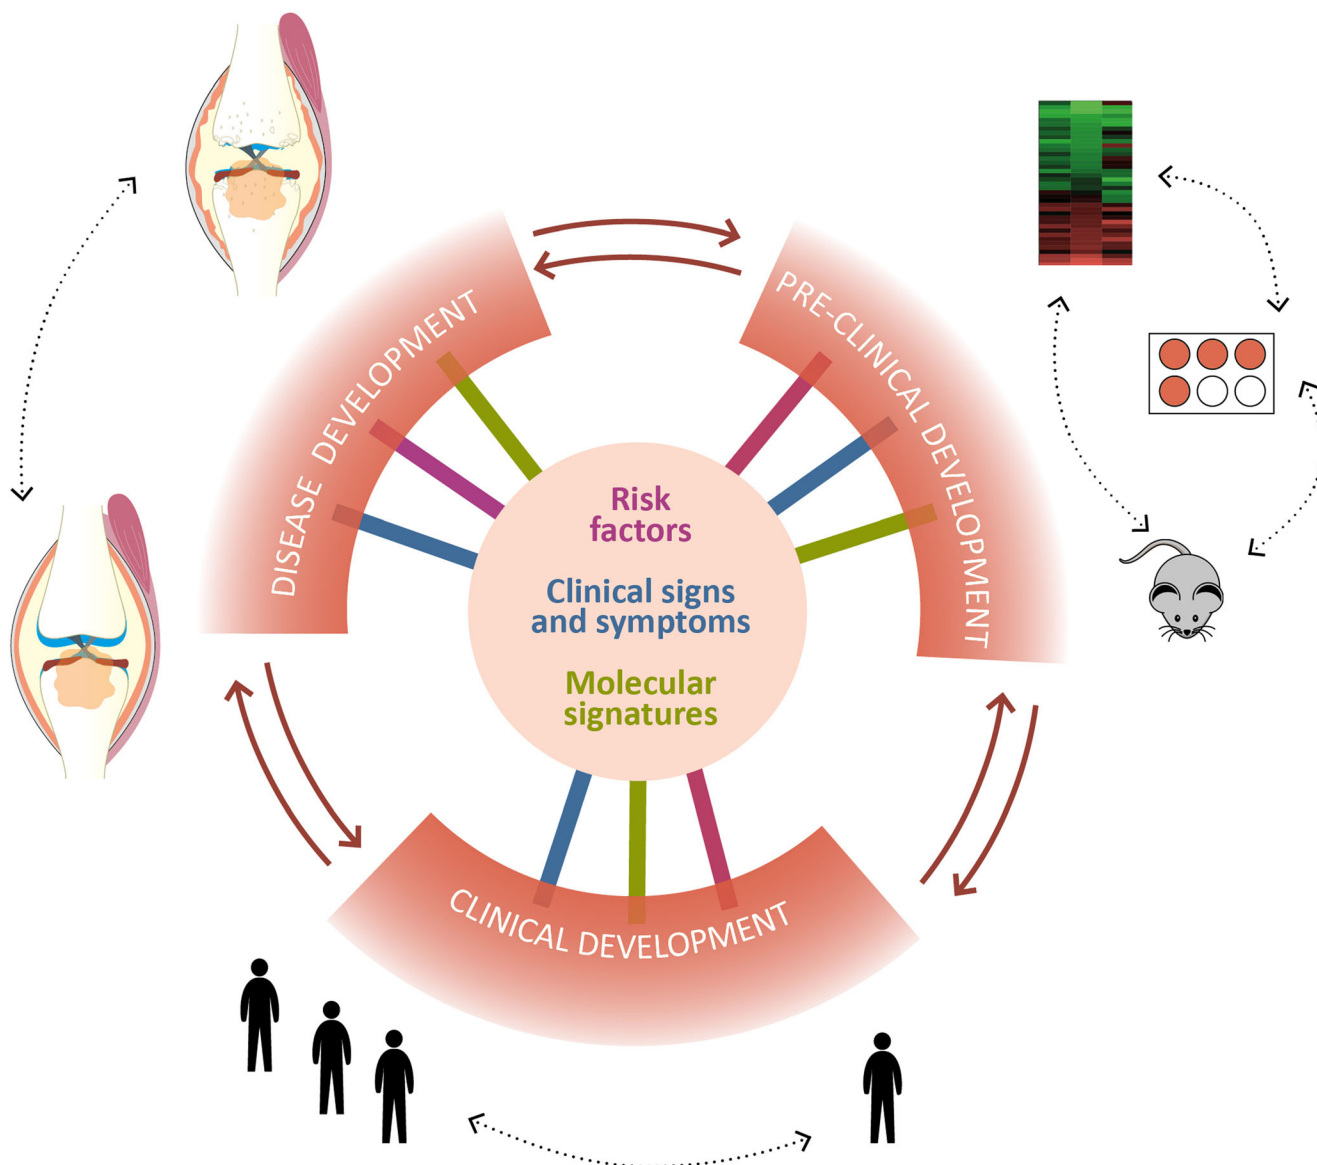 DISEASE DEVELOPMENT
PRE-CLINICAL DEVELOPMENT
Risk
factors
Clinical signs
and symptoms
Molecular
signatures
CLINICAL DEVELOPMENT